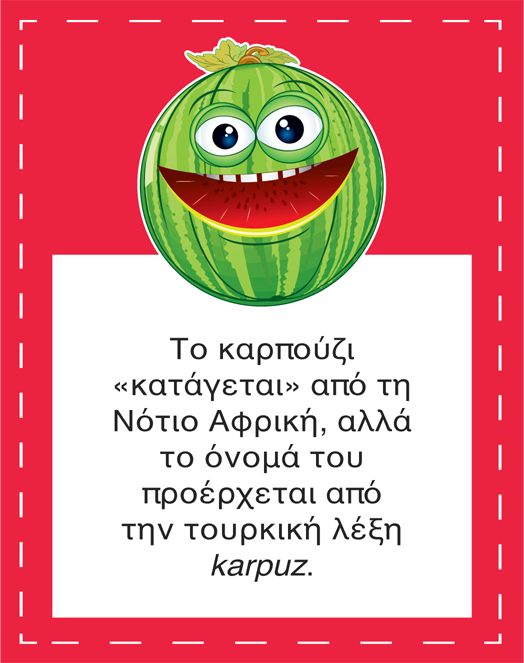 Το καρπούζι
«κατάγεται» από τη
Νότιο Αφρική, αλλά
το όνομά του
προέρχεται από
την τουρκική λέξη
karpuz.